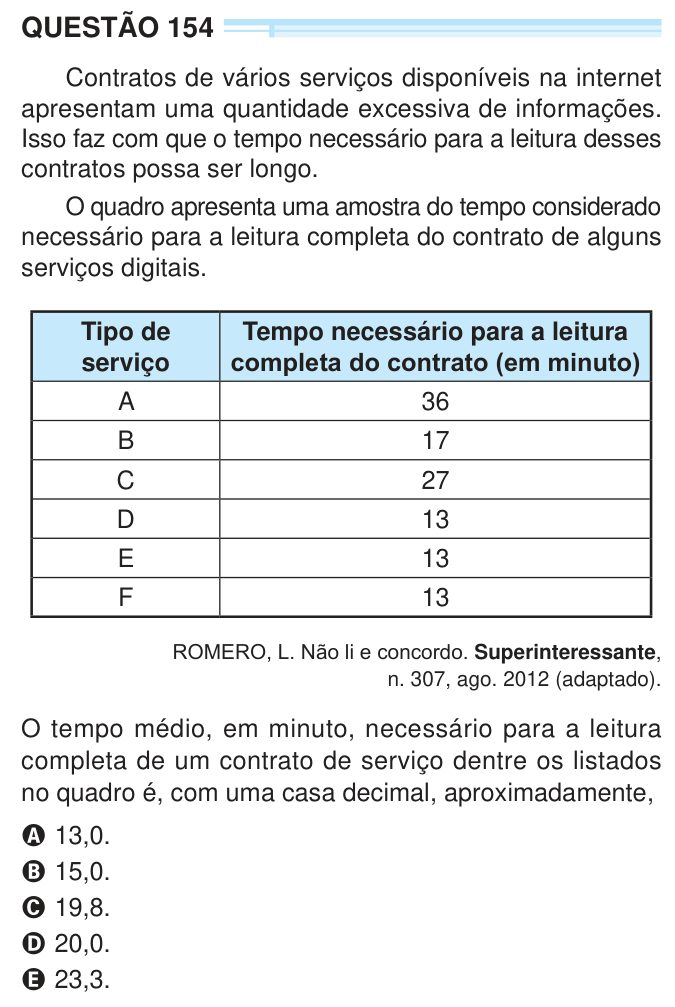 QUESTÃO 154
Contratos de vários serviços disponíveis na internet
apresentam uma quantidade excessiva de informações.
Isso faz com que o tempo necessário para a leitura desses
contratos possa ser longo.
O quadro apresenta uma amostra do tempo considerado
necessário para a leitura completa do contrato de alguns
serviços digitais.
Tipo de serviço Tempo necessário para a leitura completa do contrato (em minuto)
A 36
B 17
C 27
D 13
E 13
F 13
ROMERO, L. Não li e concordo. Superinteressante,
n. 307, ago. 2012 (adaptado).
O tempo médio, em minuto, necessário para a leitura
completa de um contrato de serviço dentre os listados
no quadro é, com uma casa decimal, aproximadamente,
A 13,0.
B 15,0.
C 19,8.
D 20,0.
E 23,3.